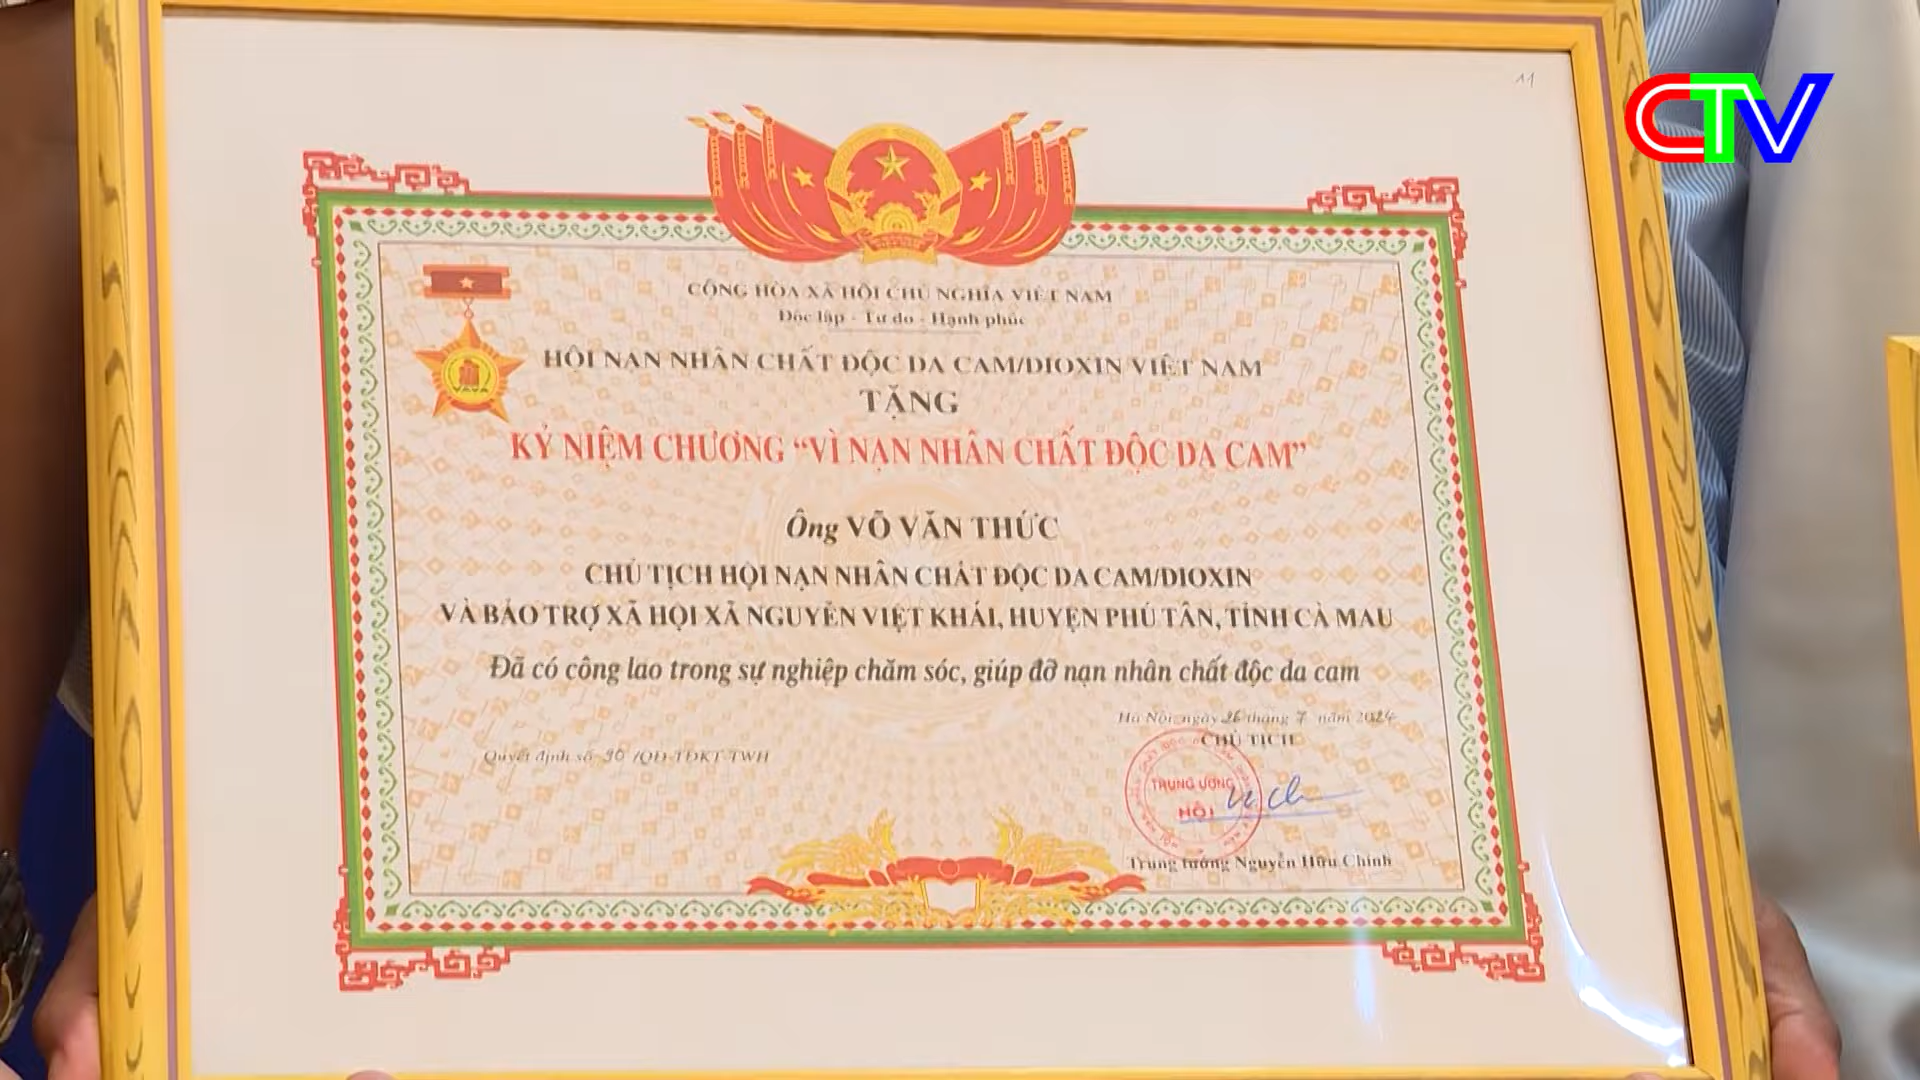 11
CTV
CỘNG HÒA XÃ HỘI CHỦ NGHĨA VIỆT NAM
Độc lập - Tự do - Hạnh phúc
HỘI NẠN NHÂN CHẤT ĐỘC DA CAM/DIOXIN VIỆT NAM
TẶNG
KỶ NIỆM CHƯƠNG “VÌ NẠN NHÂN CHẤT ĐỘC DA CAM”
VAVA
Ông VÕ VĂN THỨC
CHỦ TỊCH HỘI NẠN NHÂN CHẤT ĐỘC DA CAM/DIOXIN
VÀ BẢO TRỢ XÃ HỘI XÃ NGUYỄN VIỆT KHÁI, HUYỆN PHÚ TÂN, TỈNH CÀ MAU
Đã có công lao trong sự nghiệp chăm sóc, giúp đỡ nạn nhân chất độc da cam
Hà Nội, ngày 26 tháng 7 năm 2024
CHỦ TỊCH
Quyết định số 90 /QĐ-TĐKT-TWH
TRUNG ƯƠNG
HỘI
Trung tướng Nguyễn Hữu Chính